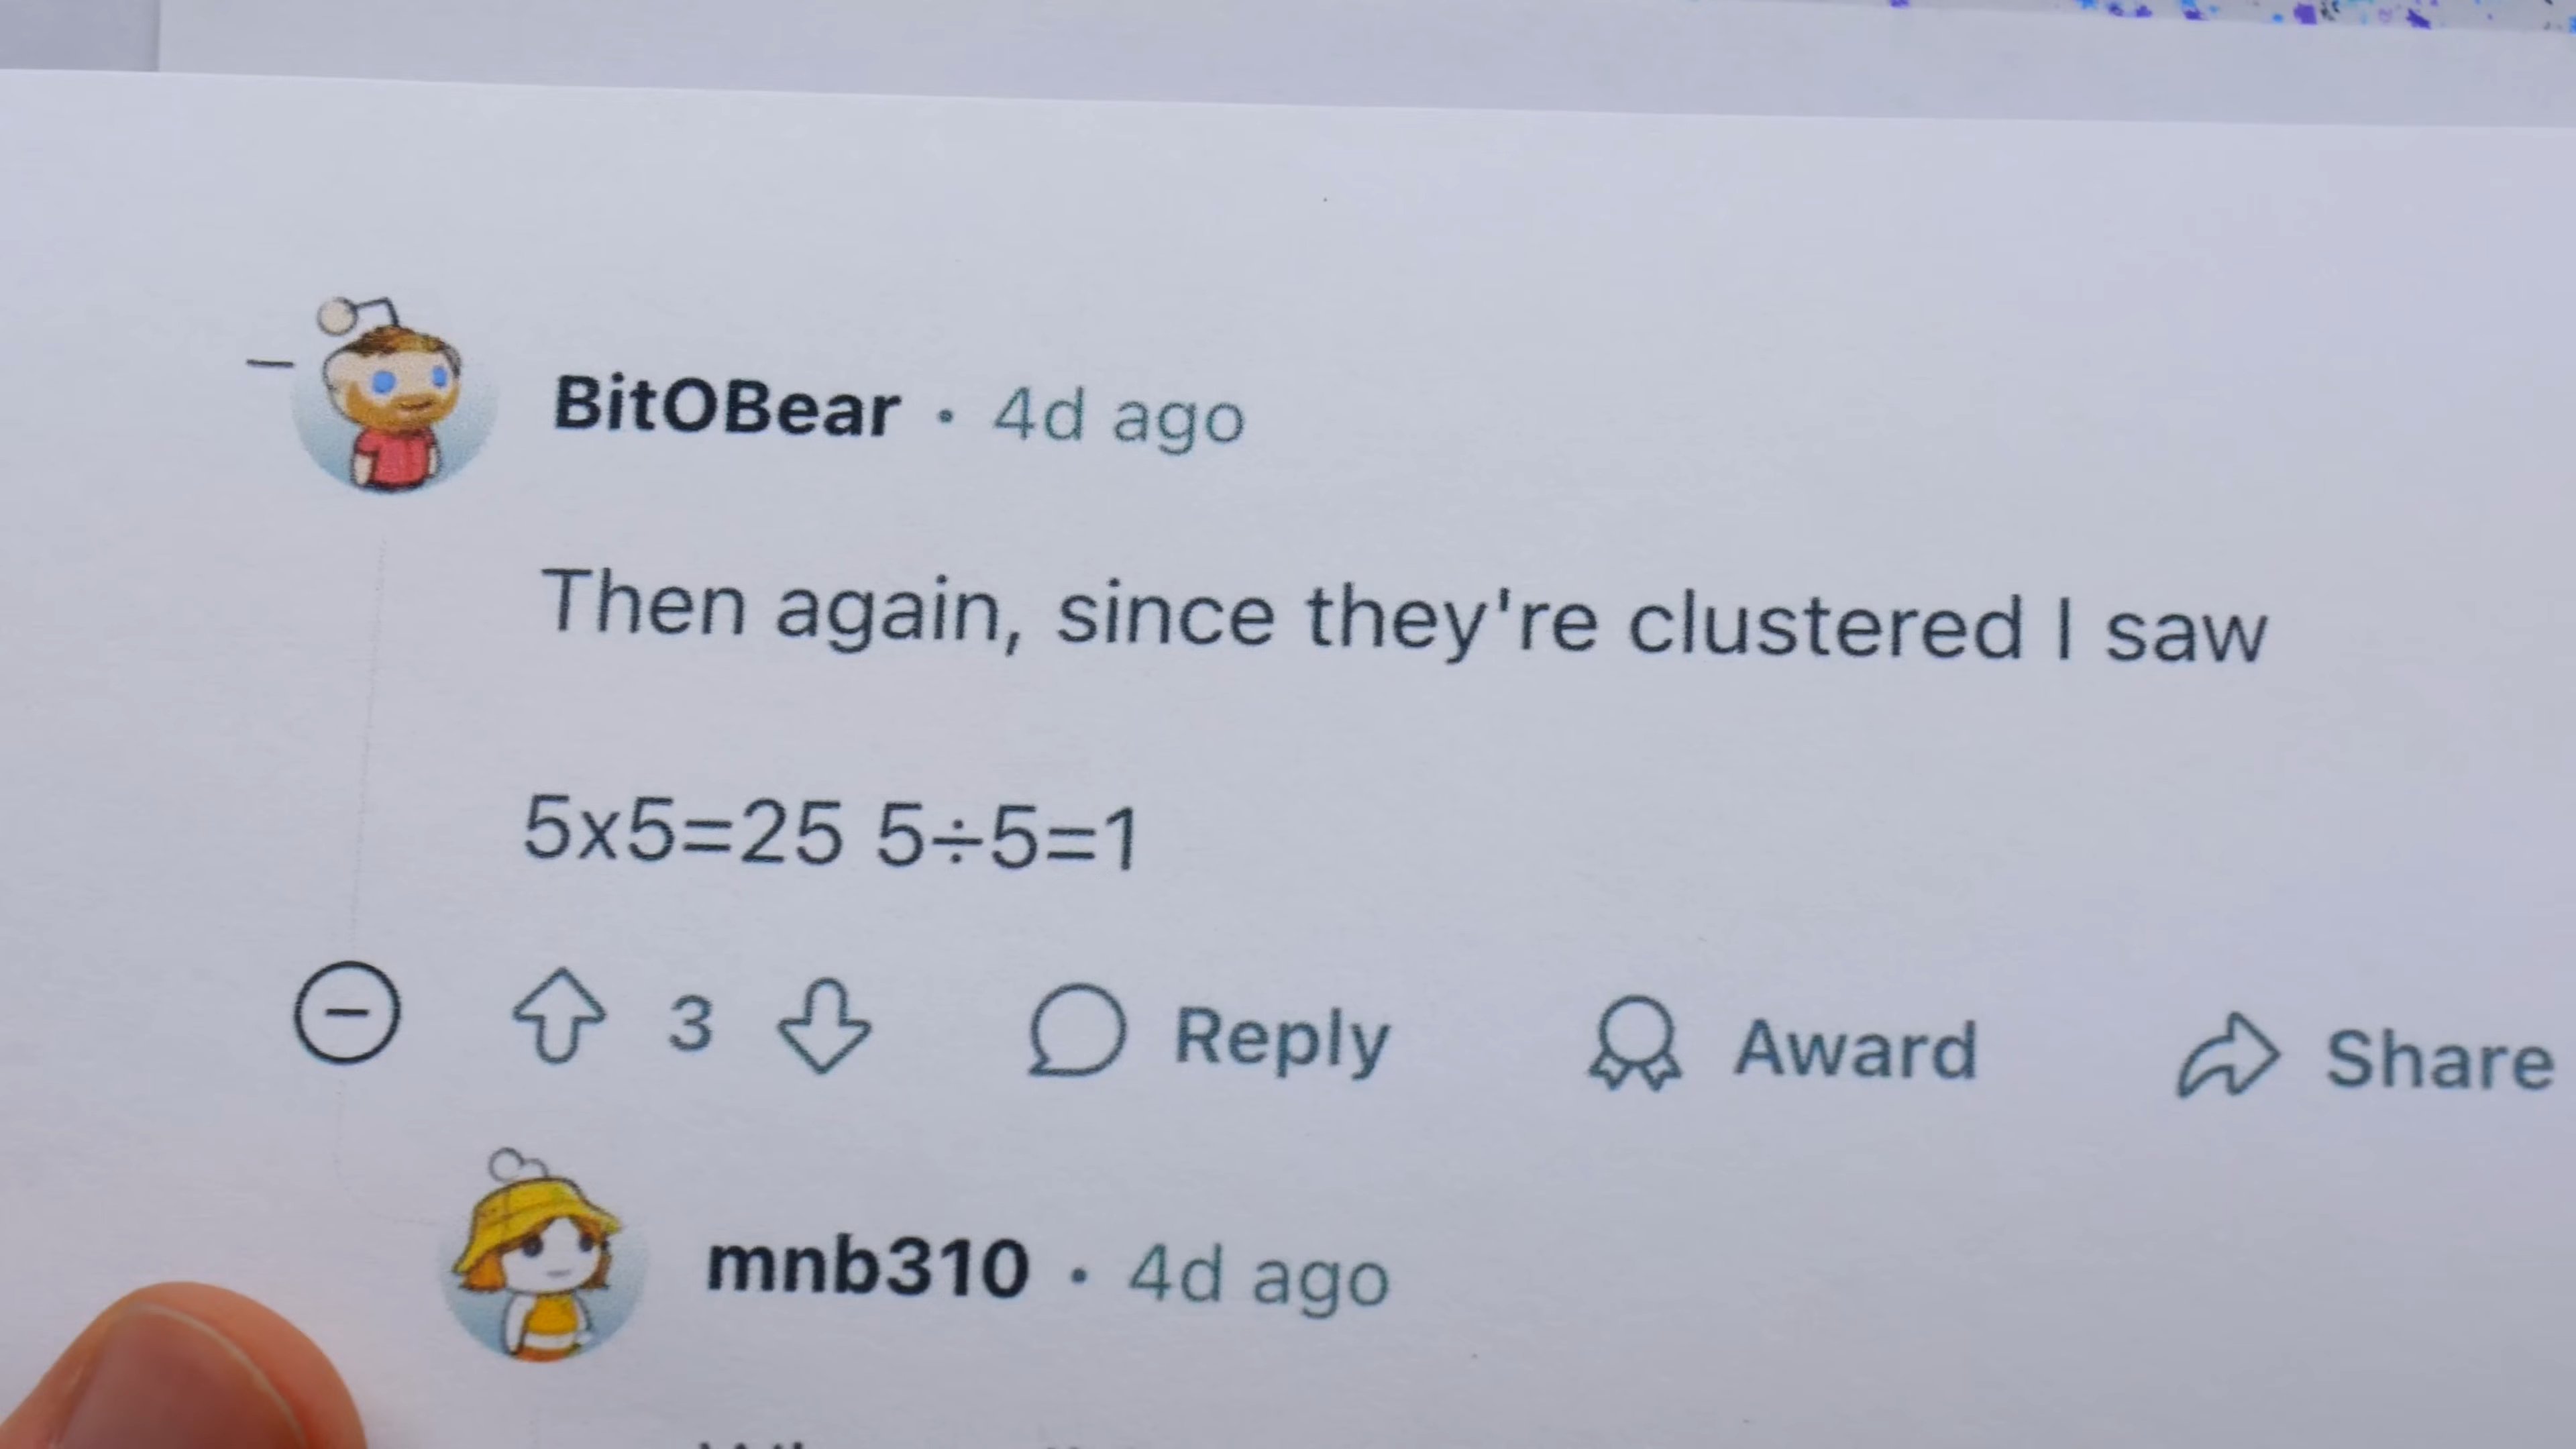 BitOBear • 4d ago
Then again, since they're clustered I saw
5x5=25 5÷5=1
3 Reply Award Share
mnb310 • 4d ago